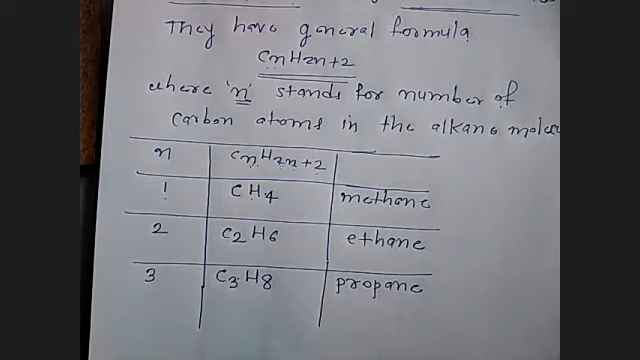 They have general formula
CnH2n+2
where 'n' stands for number of
carbon atoms in the alkane
n CnH2n+2
1 CH4 methane
2 C2H6 ethane
3 C3H8 propane